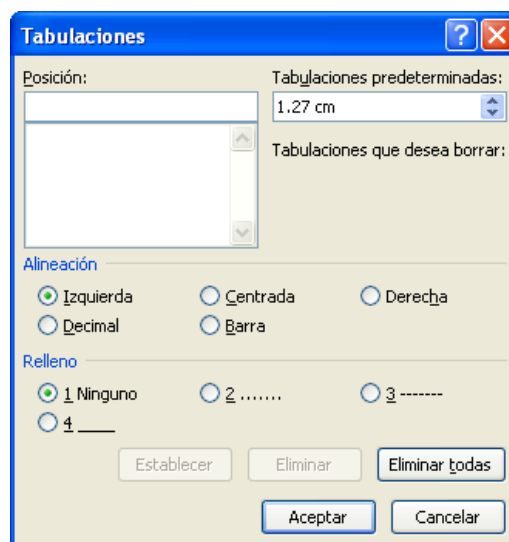 Tabulaciones
Posición:
Tabulaciones predeterminadas:
1.27 cm
Tabulaciones que desea borrar:
Alineación
Izquierda Centrada Derecha
Decimal Barra
Relleno
1 Ninguno 2 ....... 3 -------
4 ____
Establecer Eliminar Eliminar todas
Aceptar Cancelar